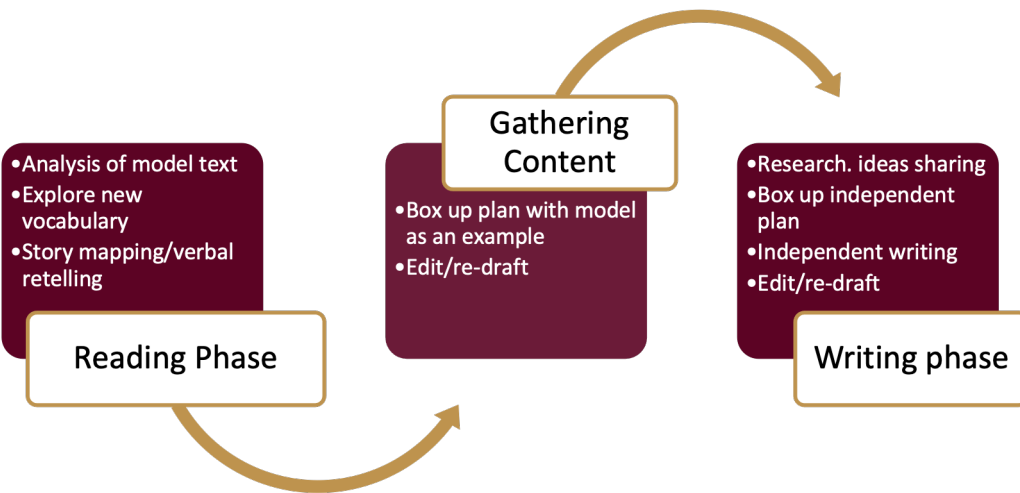 •Analysis of model text
•Explore new
vocabulary
•Story mapping/verbal
retelling
Reading Phase
Gathering
Content
•Box up plan with model
as an example
•Edit/re-draft
•Research. ideas sharing
•Box up independent
plan
•Independent writing
•Edit/re-draft
Writing phase